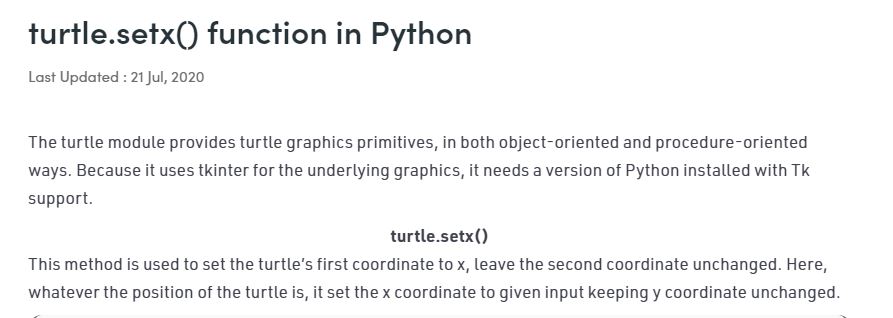 turtle.setx() function in Python
Last Updated : 21 Jul, 2020
The turtle module provides turtle graphics primitives, in both object-oriented and procedure-oriented
ways. Because it uses tkinter for the underlying graphics, it needs a version of Python installed with Tk
support.
turtle.setx()
This method is used to set the turtle’s first coordinate to x, leave the second coordinate unchanged. Here,
whatever the position of the turtle is, it set the x coordinate to given input keeping y coordinate unchanged.